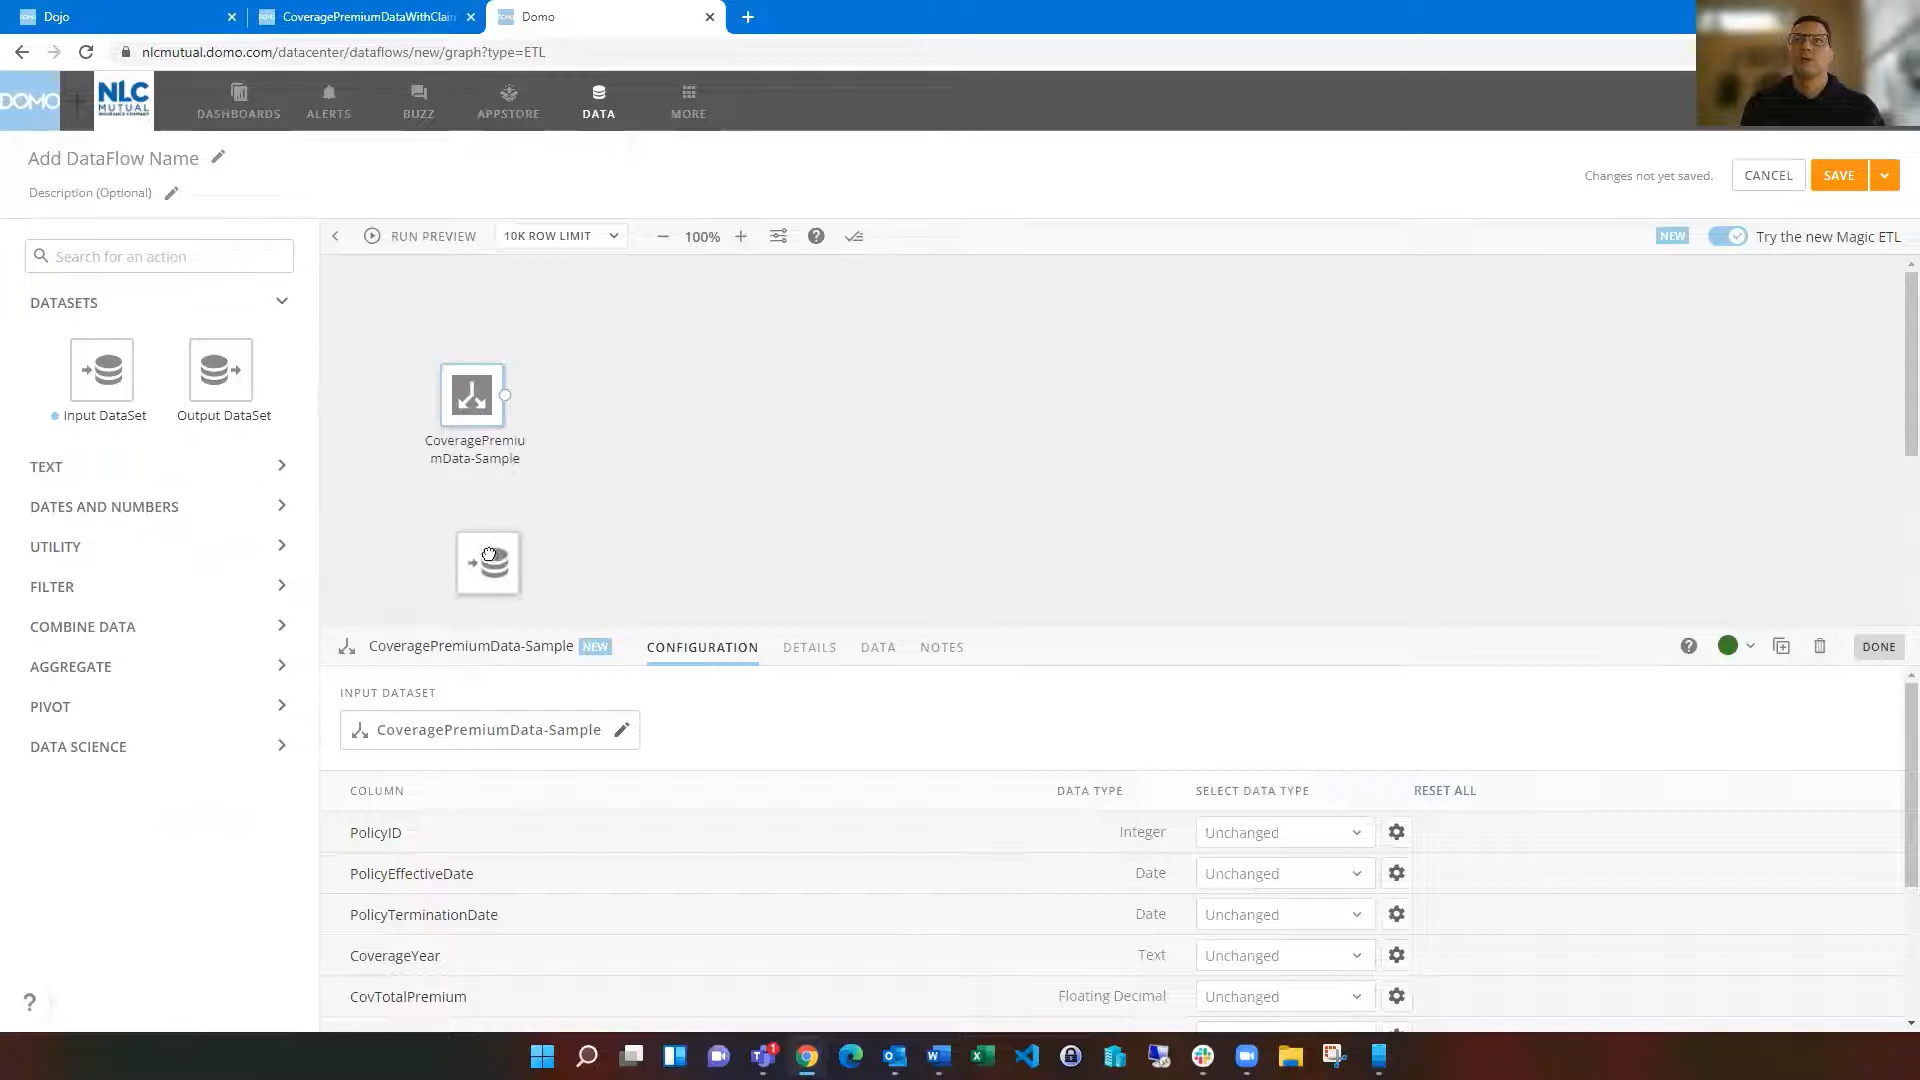 Dojo
CoveragePremiumDataWithClaim
Domo
nlcmutual.domo.com/datacenter/dataflows/new/graph?type=ETL
DOMO
NLC
MUTUAL
INSURANCE COMPANY
DASHBOARDS
ALERTS
BUZZ
APPSTORE
DATA
MORE
Add DataFlow Name
Description (Optional)
Changes not yet saved.
CANCEL
SAVE
Search for an action
RUN PREVIEW
10K ROW LIMIT
100%
NEW
Try the new Magic ETL
DATASETS
Input DataSet
Output DataSet
TEXT
DATES AND NUMBERS
UTILITY
FILTER
COMBINE DATA
AGGREGATE
PIVOT
DATA SCIENCE
CoveragePremiu
mData-Sample
CoveragePremiumData-Sample
NEW
CONFIGURATION
DETAILS
DATA
NOTES
DONE
INPUT DATASET
CoveragePremiumData-Sample
COLUMN
DATA TYPE
SELECT DATA TYPE
RESET ALL
PolicyID
Integer
Unchanged
PolicyEffectiveDate
Date
Unchanged
PolicyTerminationDate
Date
Unchanged
CoverageYear
Text
Unchanged
CovTotalPremium
Floating Decimal
Unchanged